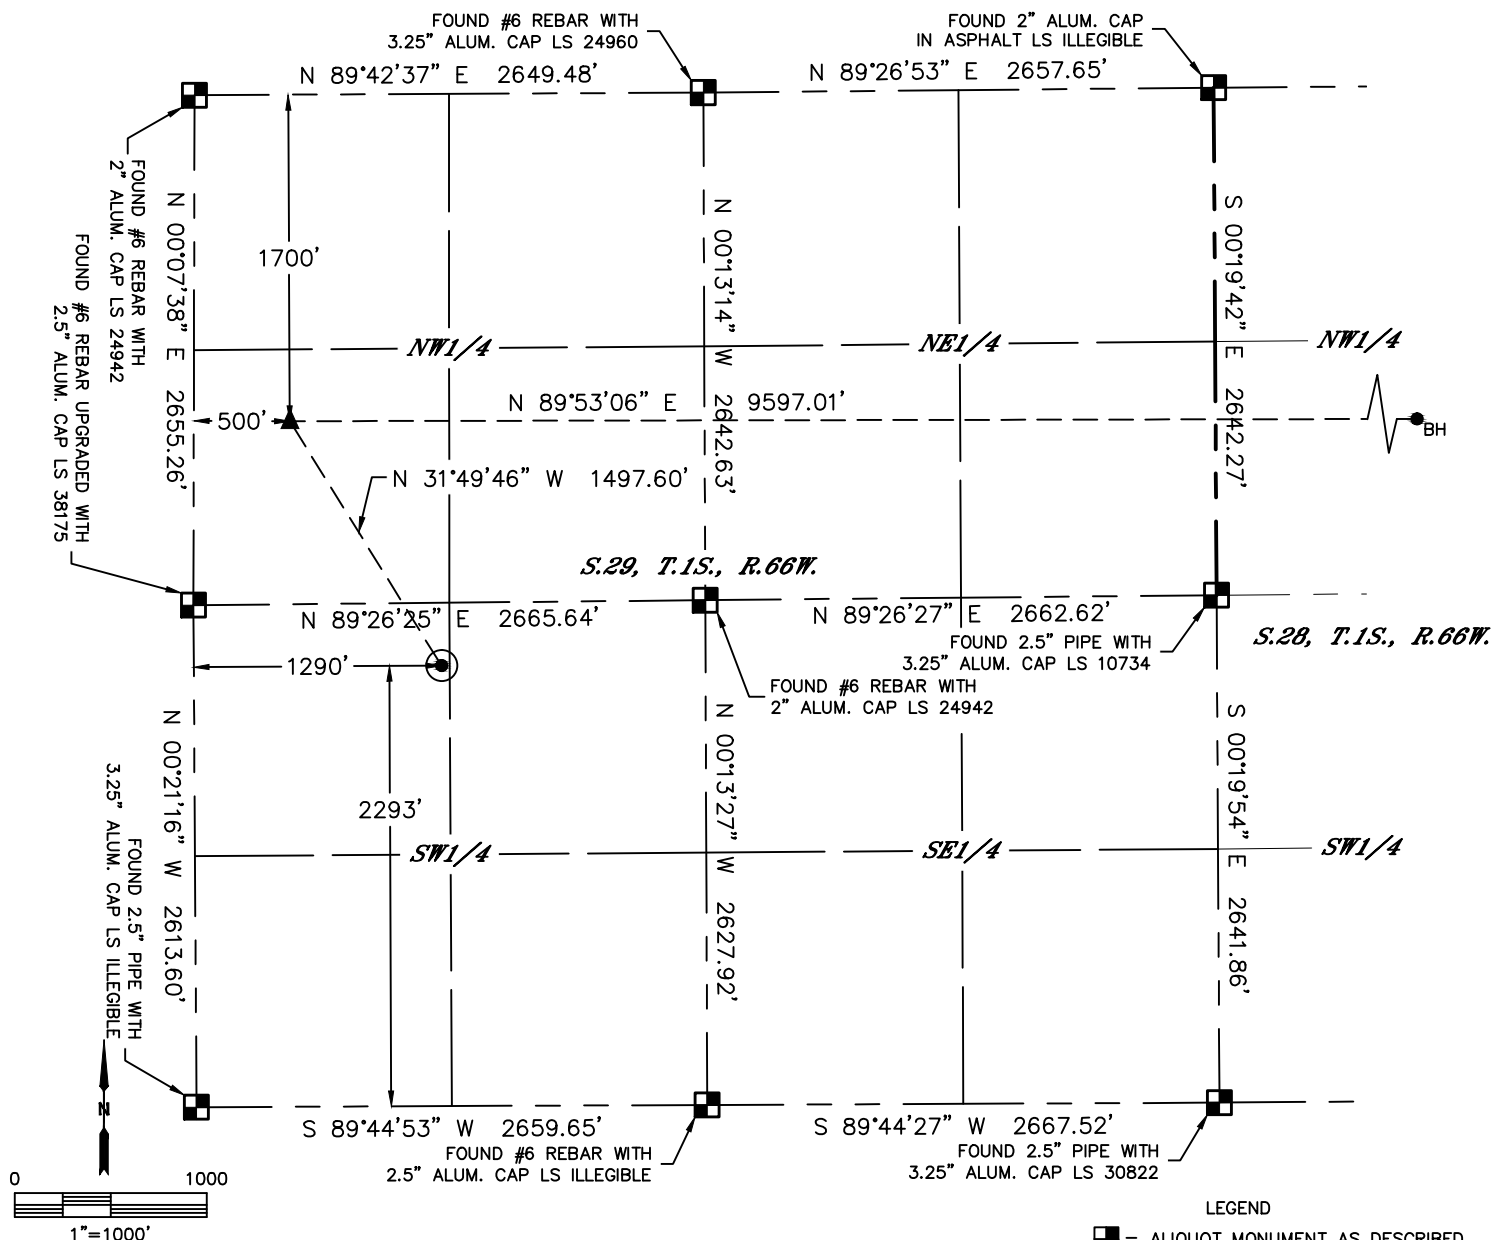 FOUND #6 REBAR WITH
3.25" ALUM. CAP LS 24960
FOUND 2" ALUM. CAP
IN ASPHALT LS ILLEGIBLE
N 89°42'37" E 2649.48'
N 89°26'53" E 2657.65'
FOUND #6 REBAR WITH
2" ALUM. CAP LS 24942
FOUND #6 REBAR UPGRADED WITH
2.5" ALUM. CAP LS 38175
N 00°07'38" E 2655.26'
1700'
N 00°13'14" W 2642.63'
S 00°19'42" E 2642.27'
NW1/4
NE1/4
NW1/4
500'
N 89°53'06" E 9597.01'
BH
N 31°49'46" W 1497.60'
S.29, T.1S., R.66W.
N 89°26'25" E 2665.64'
N 89°26'27" E 2662.62'
FOUND 2.5" PIPE WITH
3.25" ALUM. CAP LS 10734
S.28, T.1S., R.66W.
1290'
FOUND #6 REBAR WITH
2" ALUM. CAP LS 24942
N 00°21'16" W 2613.60'
2293'
N 00°13'27" W 2627.92'
S 00°19'54" E 2641.86'
SW1/4
SE1/4
SW1/4
FOUND 2.5" PIPE WITH
3.25" ALUM. CAP LS ILLEGIBLE
N
S 89°44'53" W 2659.65'
S 89°44'27" W 2667.52'
FOUND #6 REBAR WITH
2.5" ALUM. CAP LS ILLEGIBLE
FOUND 2.5" PIPE WITH
3.25" ALUM. CAP LS 30822
0 1000
1"=1000'
LEGEND
= ALIQUOT MONUMENT AS DESCRIBED